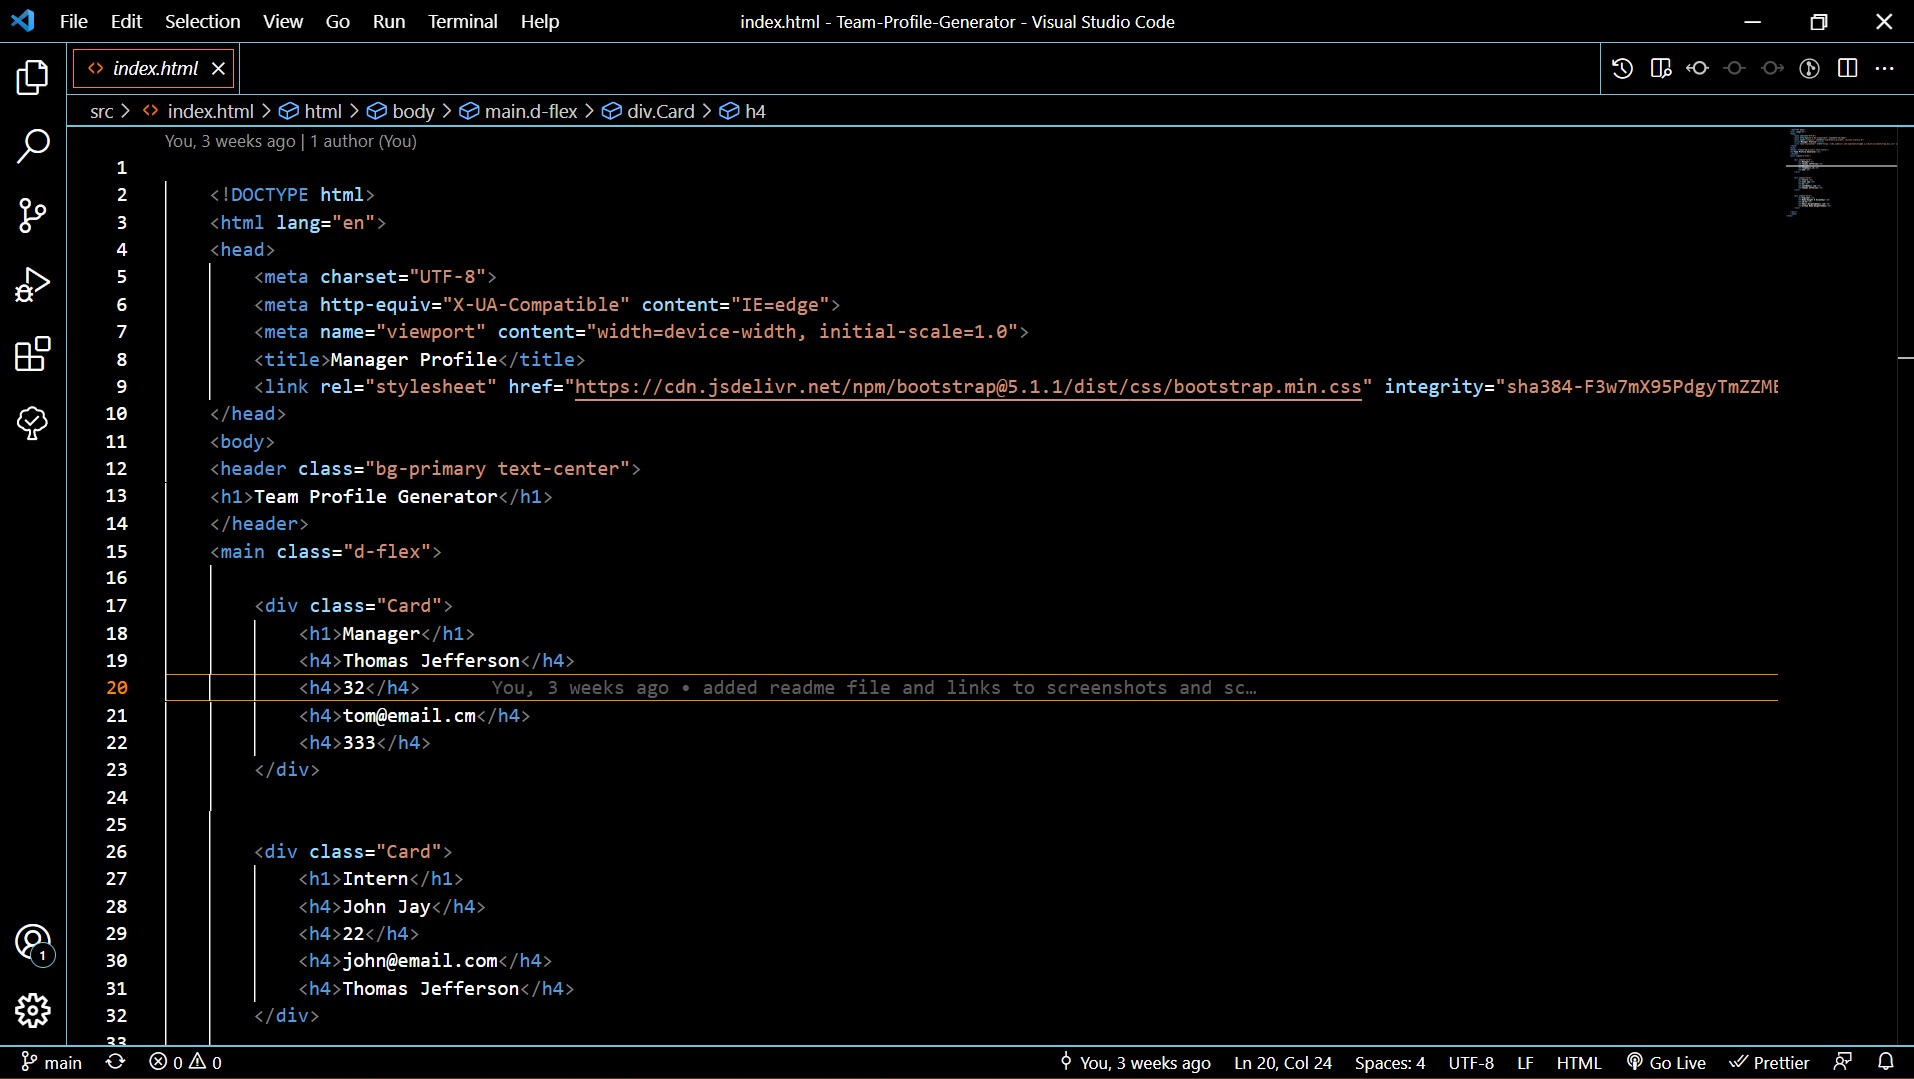 File Edit Selection View Go Run Terminal Help index.html - Team-Profile-Generator - Visual Studio Code
index.html
src > index.html > html > body > main.d-flex > div.Card > h4
You, 3 weeks ago | 1 author (You)
1
2 <!DOCTYPE html>
3 <html lang="en">
4 <head>
5 <meta charset="UTF-8">
6 <meta http-equiv="X-UA-Compatible" content="IE=edge">
7 <meta name="viewport" content="width=device-width, initial-scale=1.0">
8 <title>Manager Profile</title>
9 <link rel="stylesheet" href="https://cdn.jsdelivr.net/npm/bootstrap@5.1.1/dist/css/bootstrap.min.css" integrity="sha384-F3w7mX95PdgyTmZZME
10 </head>
11 <body>
12 <header class="bg-primary text-center">
13 <h1>Team Profile Generator</h1>
14 </header>
15 <main class="d-flex">
16
17 <div class="Card">
18 <h1>Manager</h1>
19 <h4>Thomas Jefferson</h4>
20 <h4>32</h4> You, 3 weeks ago • added readme file and links to screenshots and sc…
21 <h4>tom@email.cm</h4>
22 <h4>333</h4>
23 </div>
24
25
26 <div class="Card">
27 <h1>Intern</h1>
28 <h4>John Jay</h4>
29 <h4>22</h4>
30 <h4>john@email.com</h4>
31 <h4>Thomas Jefferson</h4>
32 </div>
33
1
main 0 0 You, 3 weeks ago Ln 20, Col 24 Spaces: 4 UTF-8 LF HTML Go Live Prettier